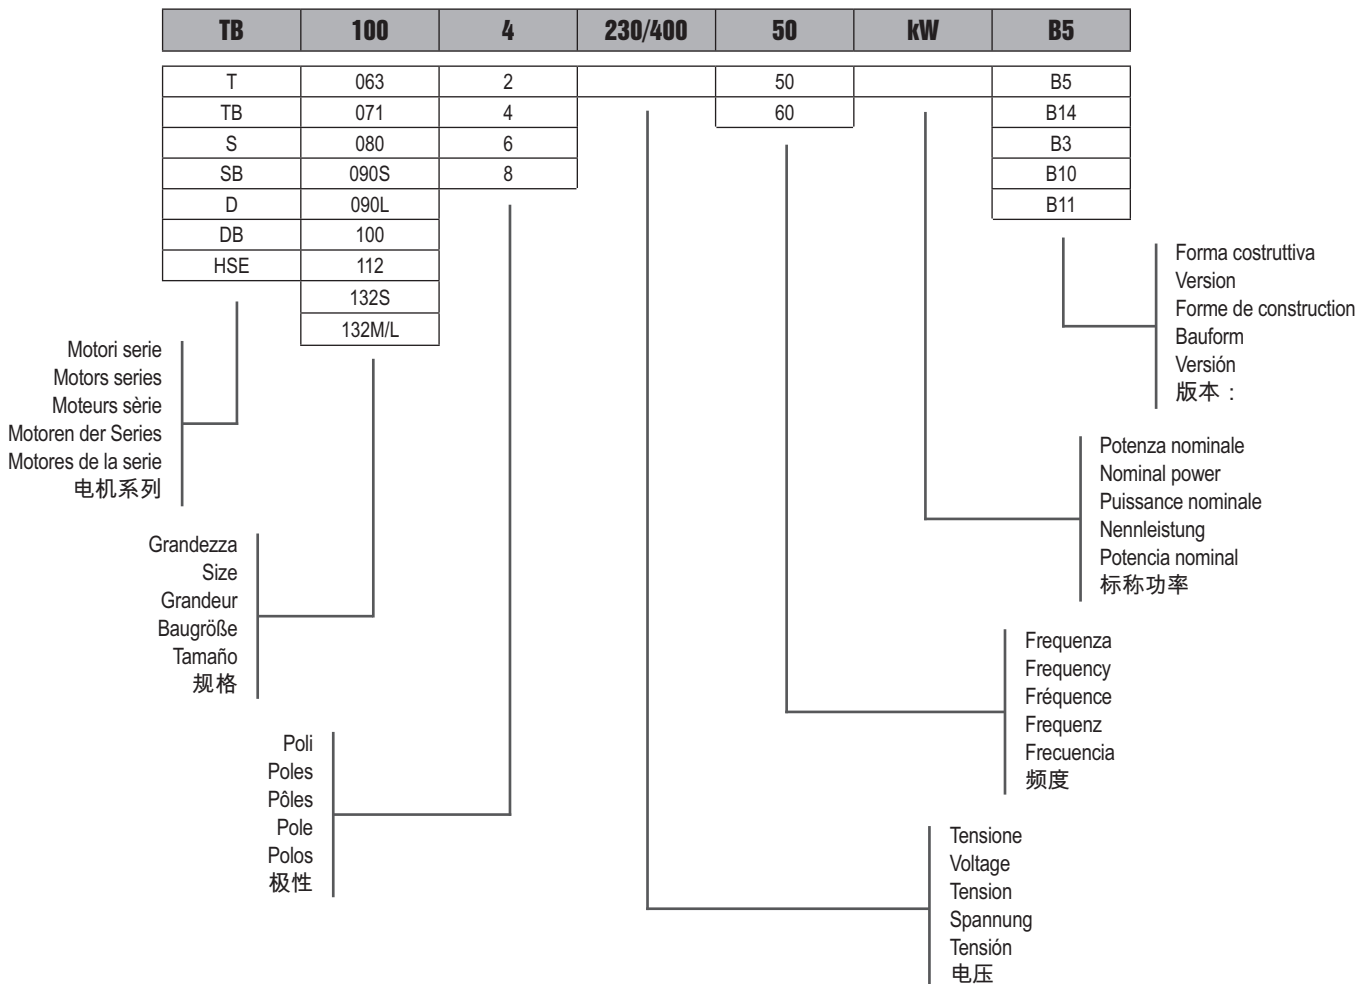 TB 100 4 230/400 50 kW B5
T 063 2 50 B5
TB 071 4 60 B14
S 080 6 B3
SB 090S 8 B10
D 090L B11
DB 100
HSE 112
132S
132M/L
Motori serie
Motors series
Moteurs sèrie
Motoren der Series
Motores de la serie
电机系列
Grandezza
Size
Grandeur
Baugröße
Tamaño
规格
Poli
Poles
Pôles
Pole
Polos
极性
Forma costruttiva
Version
Forme de construction
Bauform
Versión
版本：
Potenza nominale
Nominal power
Puissance nominale
Nennleistung
Potencia nominal
标称功率
Frequenza
Frequency
Fréquence
Frequenz
Frecuencia
频度
Tensione
Voltage
Tension
Spannung
Tensión
电压